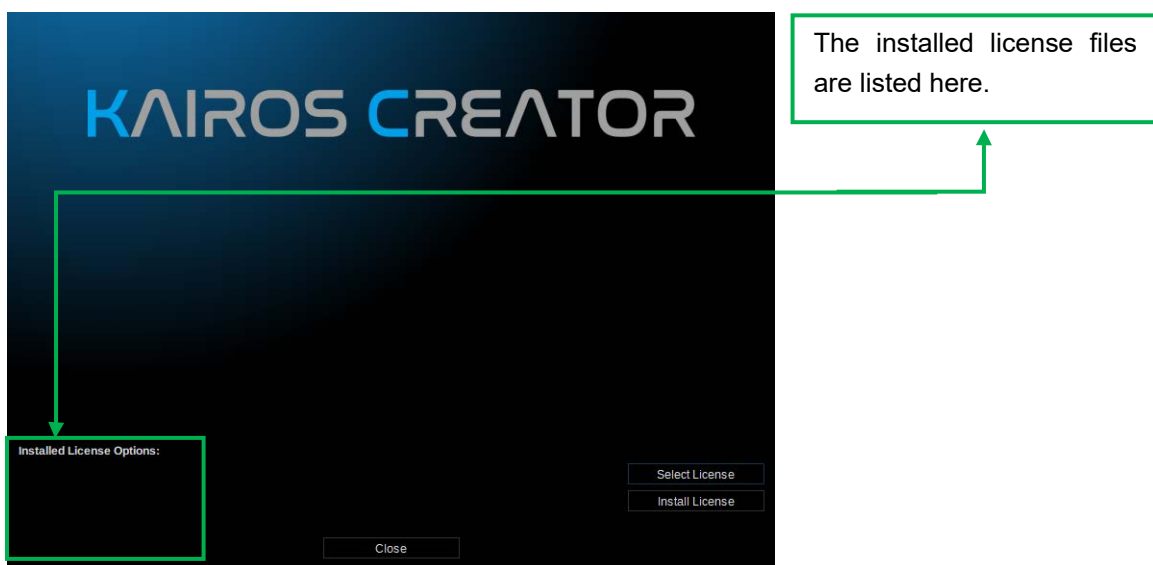 KAIROS CREATOR
The installed license files
are listed here.
Installed License Options:
Select License
Install License
Close